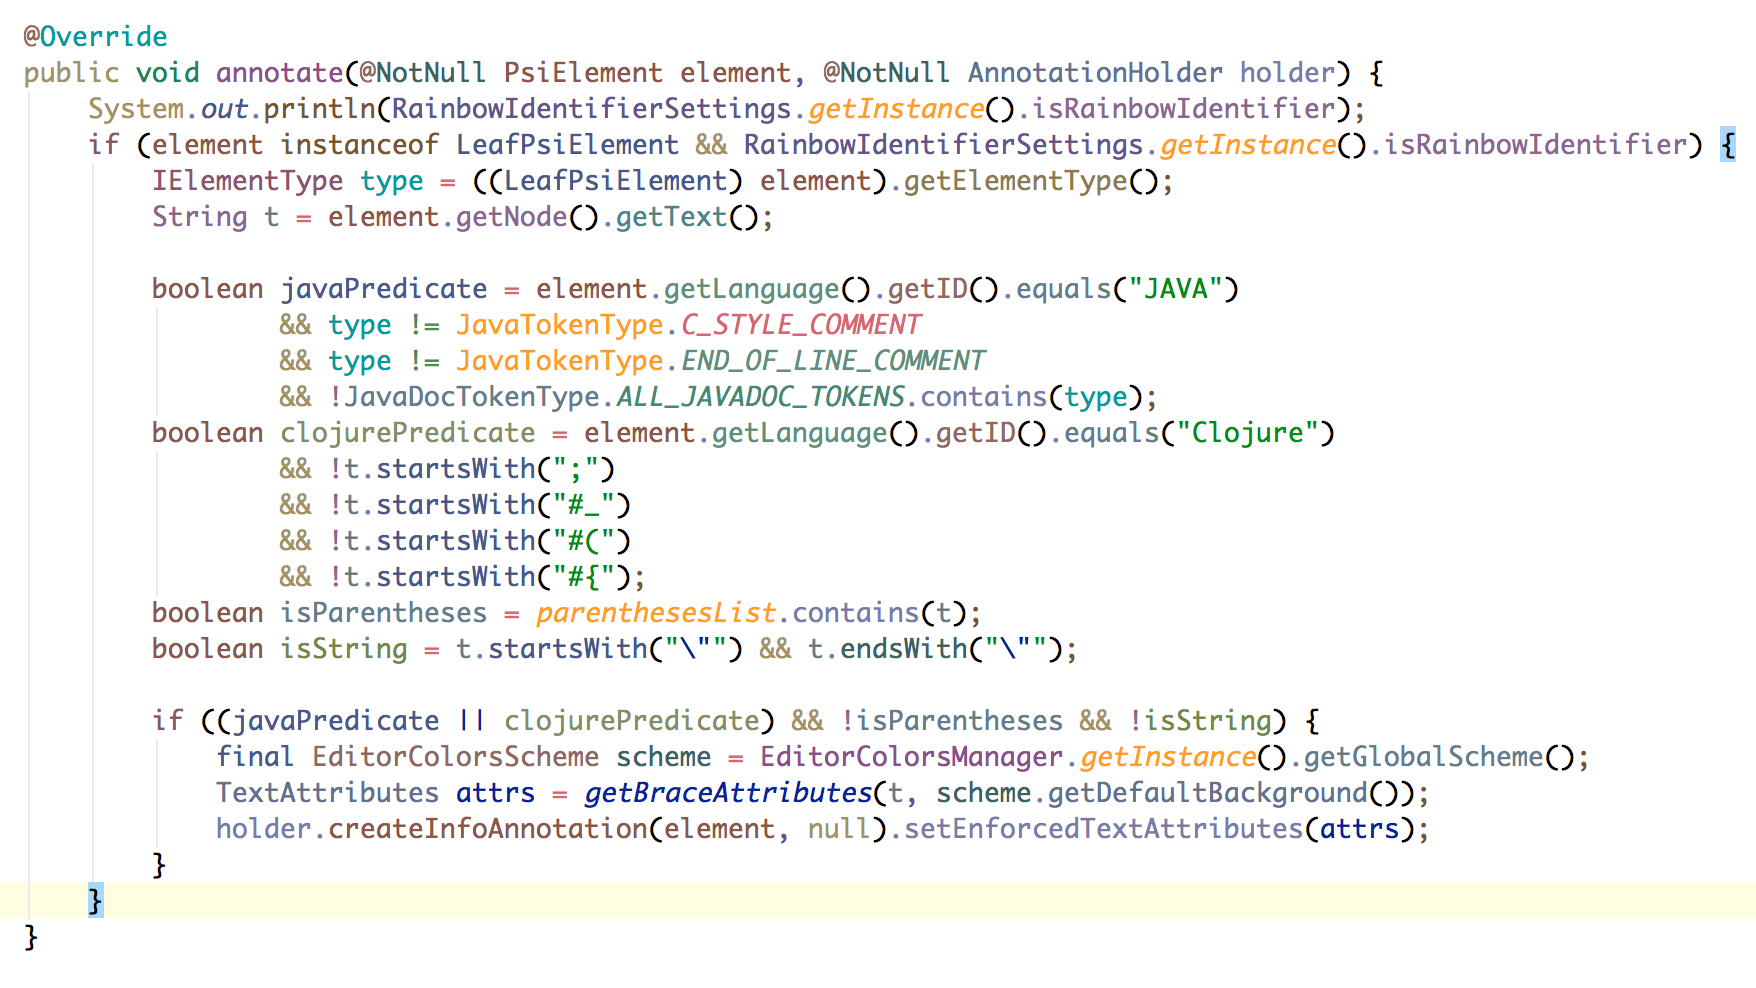 @Override
public void annotate(@NotNull PsiElement element, @NotNull AnnotationHolder holder) {
    System.out.println(RainbowIdentifierSettings.getInstance().isRainbowIdentifier);
    if (element instanceof LeafPsiElement && RainbowIdentifierSettings.getInstance().isRainbowIdentifier) {
        IElementType type = ((LeafPsiElement) element).getElementType();
        String t = element.getNode().getText();

        boolean javaPredicate = element.getLanguage().getID().equals("JAVA")
                && type != JavaTokenType.C_STYLE_COMMENT
                && type != JavaTokenType.END_OF_LINE_COMMENT
                && !JavaDocTokenType.ALL_JAVADOC_TOKENS.contains(type);
        boolean clojurePredicate = element.getLanguage().getID().equals("Clojure")
                && !t.startsWith(";")
                && !t.startsWith("#_")
                && !t.startsWith("#(")
                && !t.startsWith("#{");
        boolean isParentheses = parenthesesList.contains(t);
        boolean isString = t.startsWith("\"") && t.endsWith("\"");

        if ((javaPredicate || clojurePredicate) && !isParentheses && !isString) {
            final EditorColorsScheme scheme = EditorColorsManager.getInstance().getGlobalScheme();
            TextAttributes attrs = getBraceAttributes(t, scheme.getDefaultBackground());
            holder.createInfoAnnotation(element, null).setEnforcedTextAttributes(attrs);
        }
    }
}